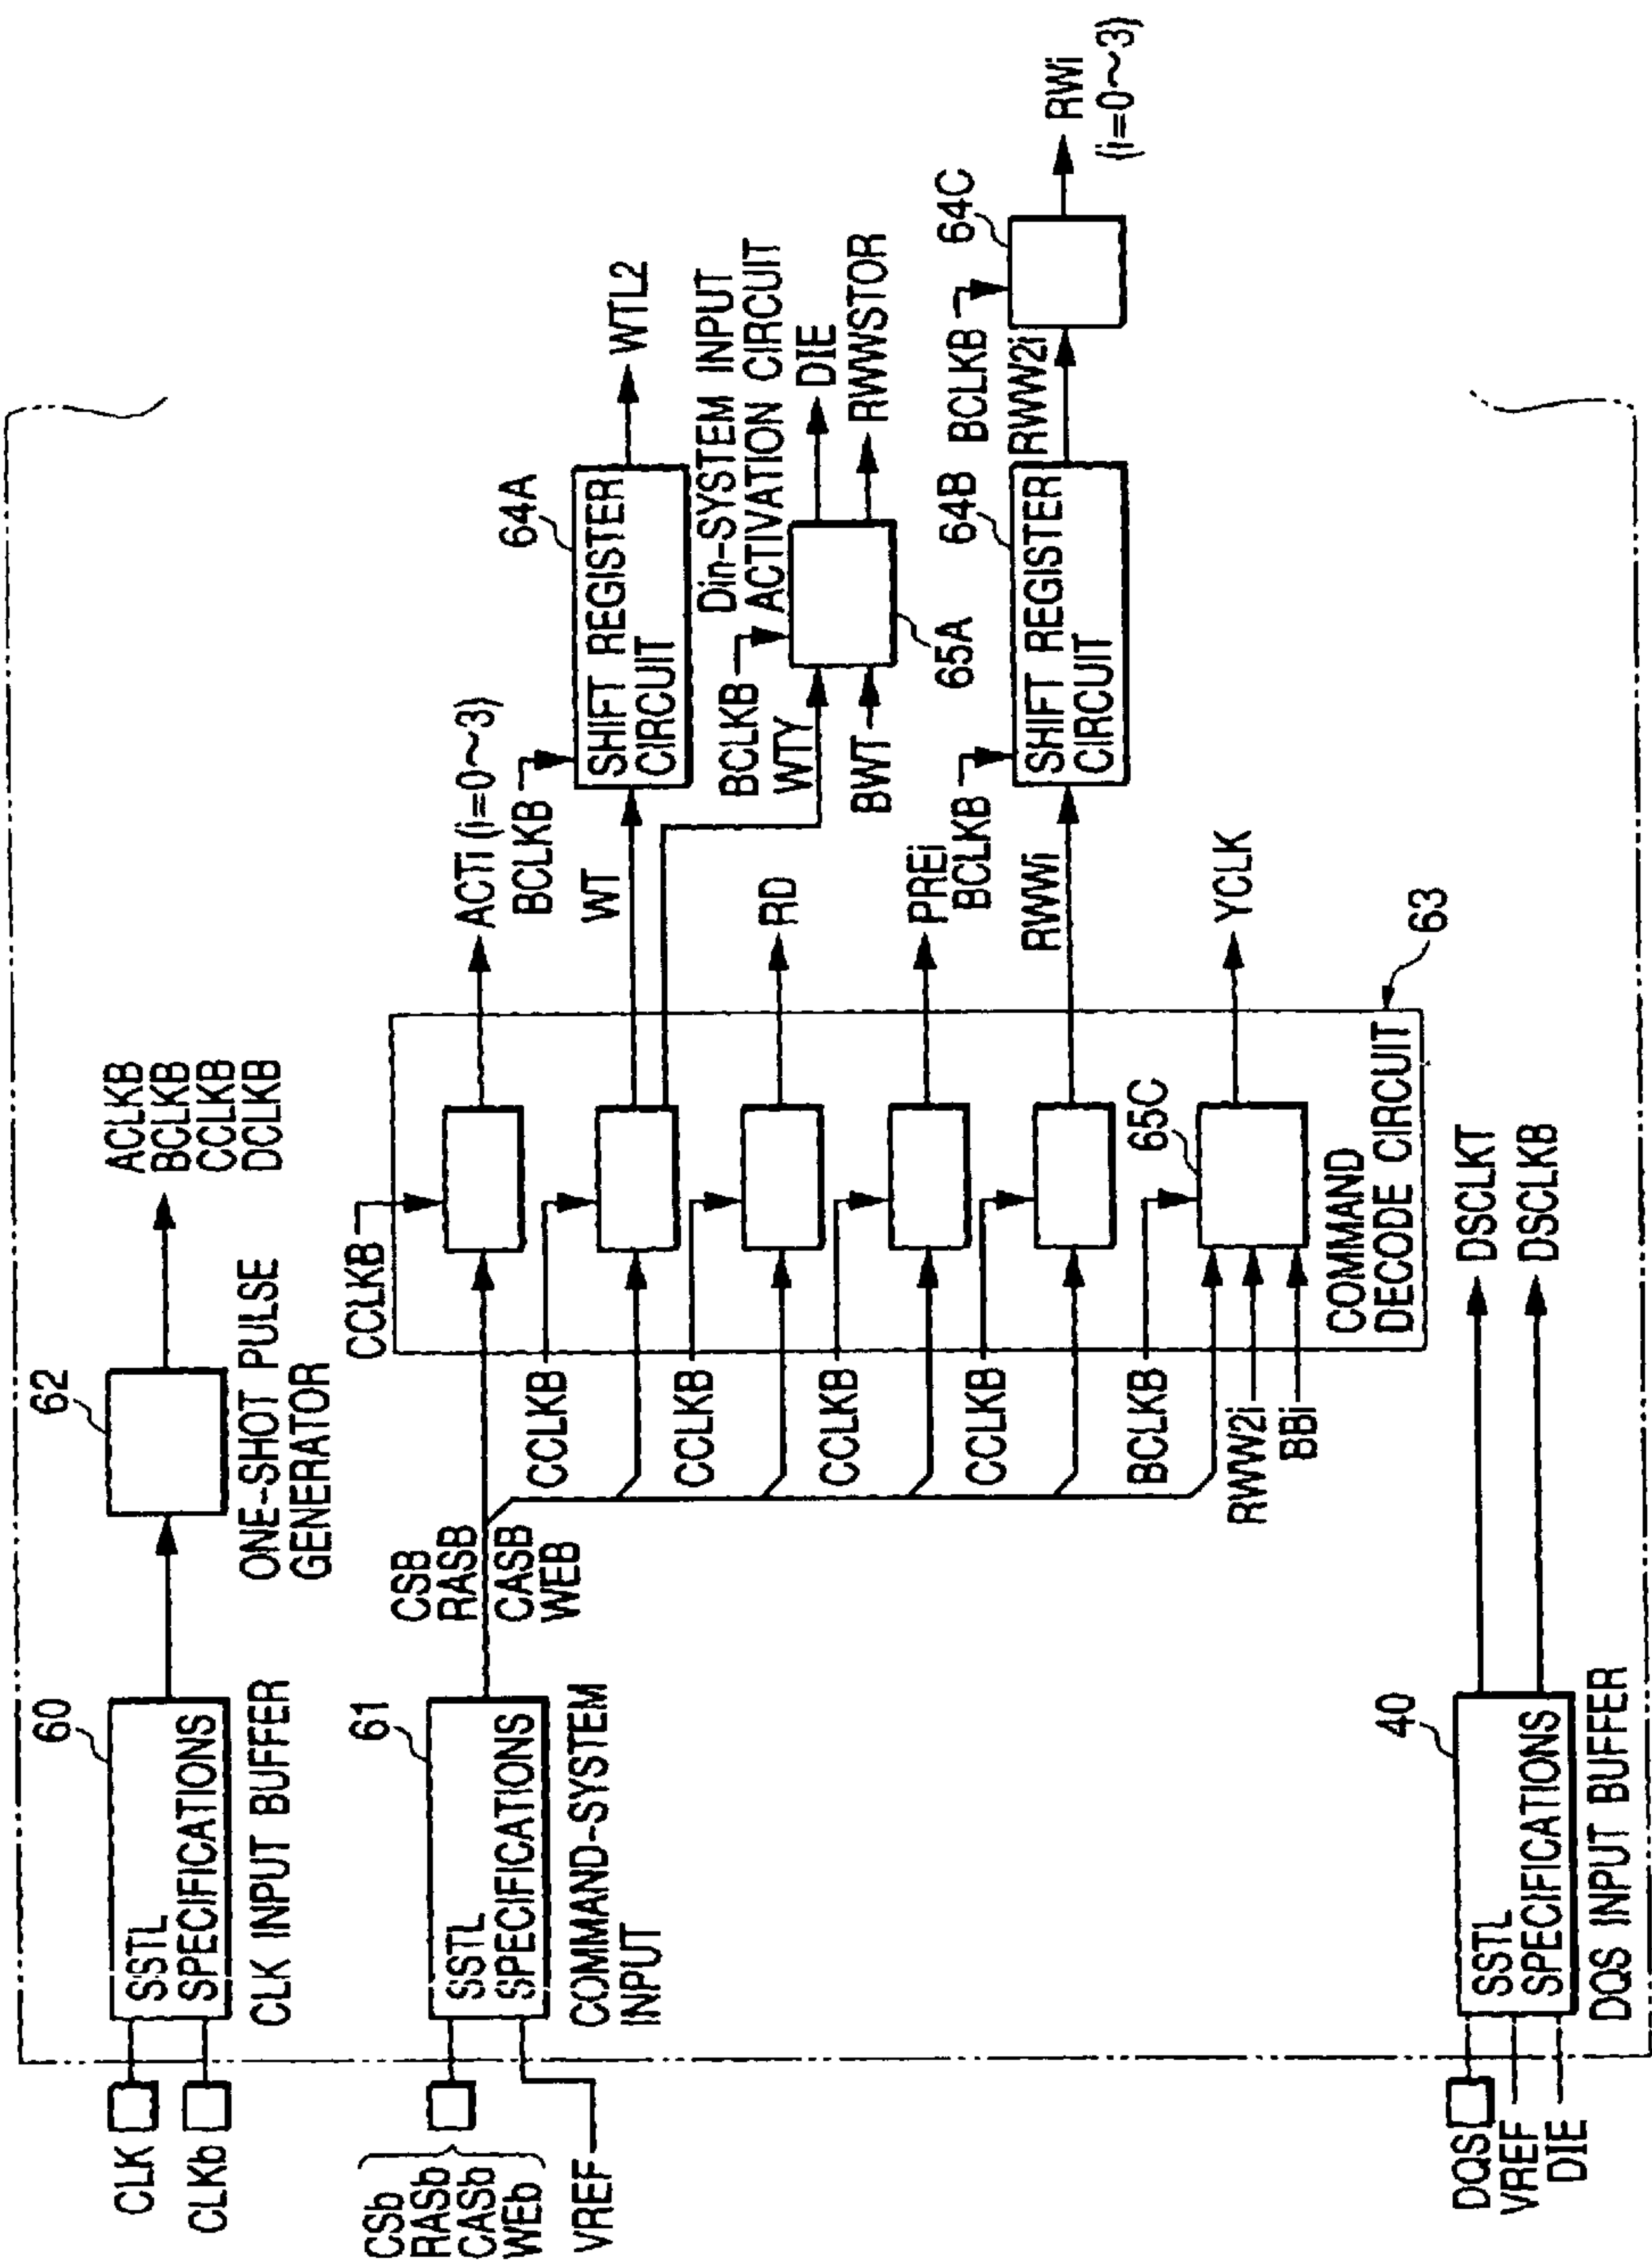 CLK
CLKb
60
SSTL
SPECIFICATIONS
CLK INPUT BUFFER
62
ONE-SHOT PULSE
GENERATOR
ACLKB
BCLKB
CCLKB
DCLKB
CSb
RASb
CASb
WEb
VREF
61
SSTL
SPECIFICATIONS
COMMAND-SYSTEM
INPUT
CSB
RASB
CASB
WEB
CCLKB
CCLKB
CCLKB
CCLKB
CCLKB
BCLKB
RWW2i
BBi
65C
COMMAND
DECODE CIRCUIT
63
ACTi (i=0~3)
BCLKB
WT
64A
SHIFT REGISTER
CIRCUIT
WTL2
Din-SYSTEM INPUT
ACTIVATION CIRCUIT
BCLKB
WTY
BWT
65A
DIE
RWWSTOR
RD
PREi
BCLKB
RWWi
64B
SHIFT REGISTER
CIRCUIT
RWW2i
BCLKB
64C
RWi
(i=0~3)
YCLK
DQS
VREF
DIE
40
SSTL
SPECIFICATIONS
DQS INPUT BUFFER
DSCLKT
DSCLKB